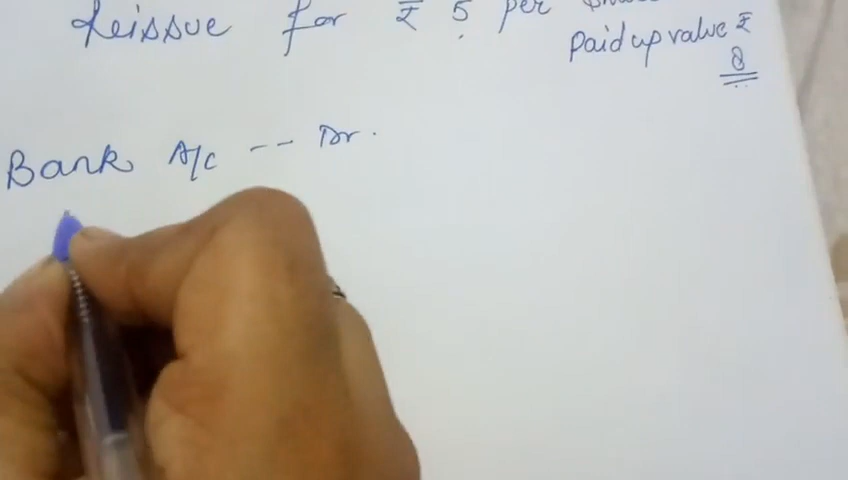 Reissue for ₹ 5 per
Paid up value ₹
8
Bank A/c -- Dr.